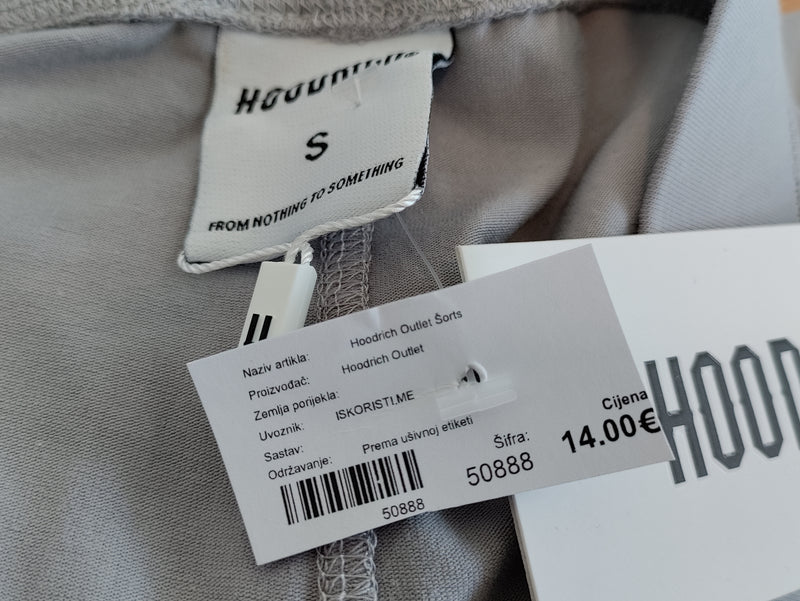 HOODRICH
S
FROM NOTHING TO SOMETHING
Naziv artikla: Hoodrich Outlet Šorts
Proizvođač: Hoodrich Outlet
Zemlja porijekla:
Uvoznik: ISKORISTI.ME
Sastav:
Održavanje: Prema ušivnoj etiketi
Šifra:
50888
50888
Cijena
14.00€
HOOD